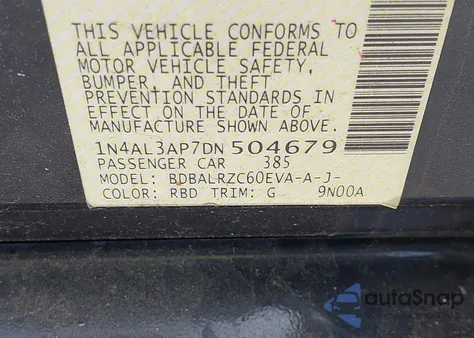 THIS VEHICLE CONFORMS TO
ALL APPLICABLE FEDERAL
MOTOR VEHICLE SAFETY,
BUMPER, AND THEFT
PREVENTION STANDARDS IN
EFFECT ON THE DATE OF
MANUFACTURE SHOWN ABOVE.
1N4AL3AP7DN504679
PASSENGER CAR 385
MODEL: BDBALRZC60EVA-A-J-
COLOR: RBD TRIM: G 9N00A
autoSnap